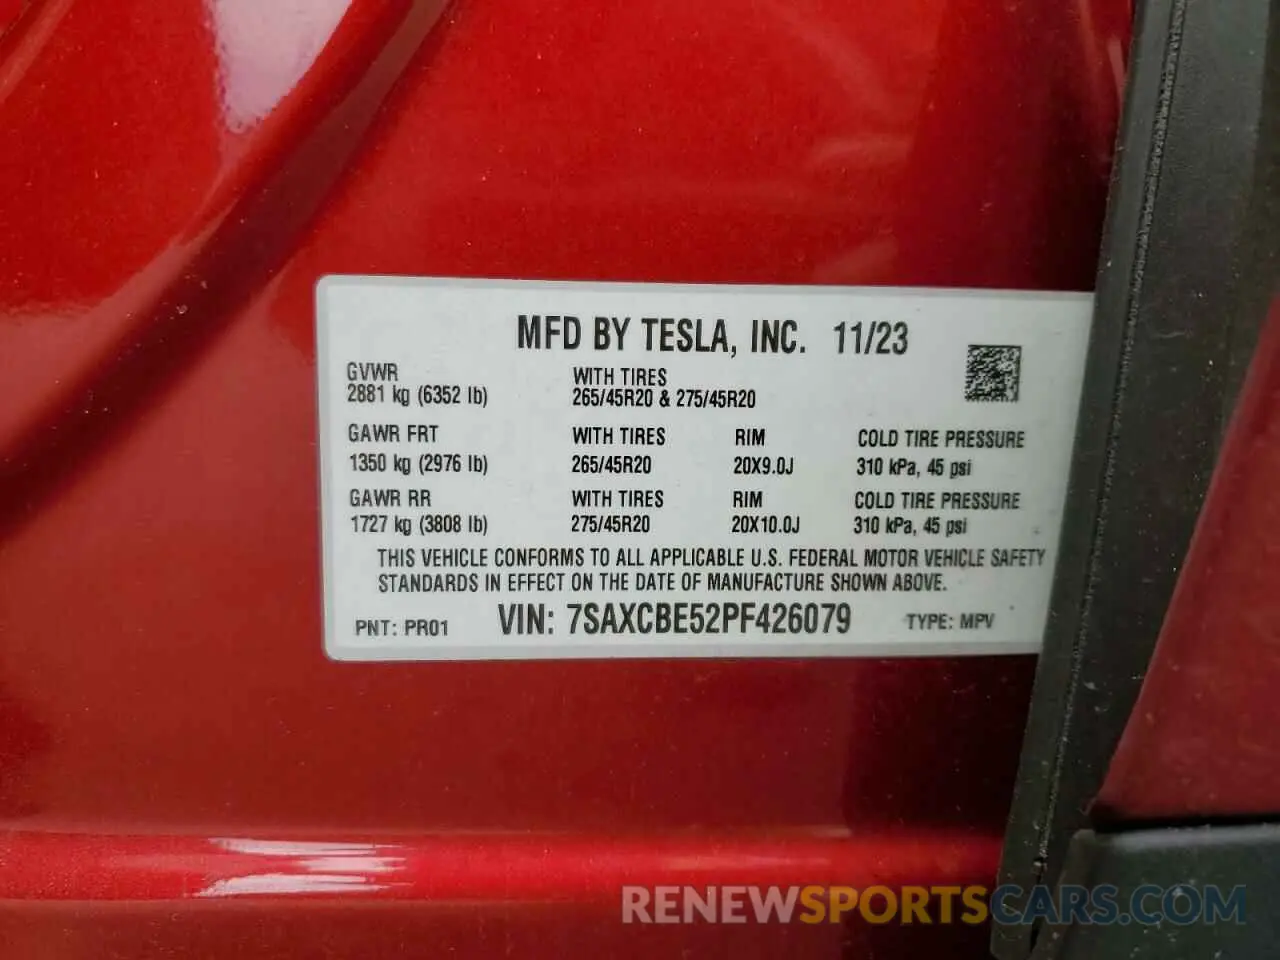 MFD BY TESLA, INC. 11/23
GVWR WITH TIRES
2881 kg (6352 lb) 265/45R20 & 275/45R20
GAWR FRT WITH TIRES RIM COLD TIRE PRESSURE
1350 kg (2976 lb) 265/45R20 20X9.0J 310 kPa, 45 psi
GAWR RR WITH TIRES RIM COLD TIRE PRESSURE
1727 kg (3808 lb) 275/45R20 20X10.0J 310 kPa, 45 psi
THIS VEHICLE CONFORMS TO ALL APPLICABLE U.S. FEDERAL MOTOR VEHICLE SAFETY
STANDARDS IN EFFECT ON THE DATE OF MANUFACTURE SHOWN ABOVE.
PNT: PR01 VIN: 7SAXCBE52PF426079 TYPE: MPV
RENEWSPORTSCARS.COM